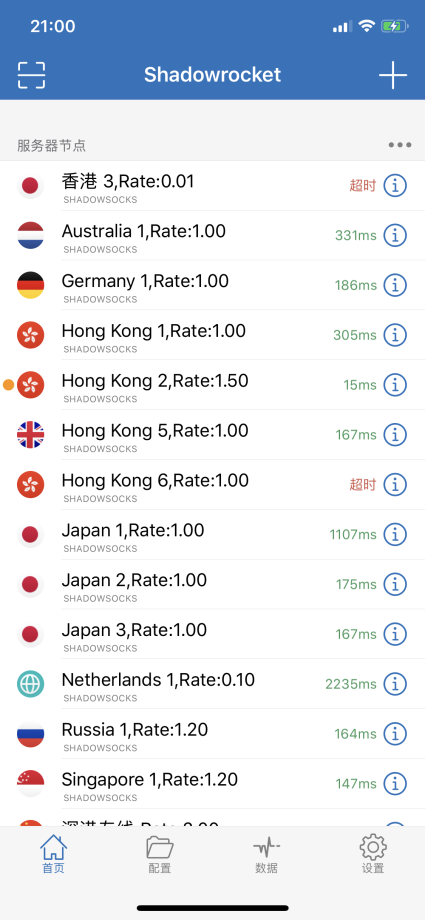 21:00
Shadowrocket
服务器节点
香港 3,Rate:0.01
超时
SHADOWSOCKS
Australia 1,Rate:1.00
331ms
SHADOWSOCKS
Germany 1,Rate:1.00
186ms
SHADOWSOCKS
Hong Kong 1,Rate:1.00
305ms
SHADOWSOCKS
Hong Kong 2,Rate:1.50
15ms
SHADOWSOCKS
Hong Kong 5,Rate:1.00
167ms
SHADOWSOCKS
Hong Kong 6,Rate:1.00
超时
SHADOWSOCKS
Japan 1,Rate:1.00
1107ms
SHADOWSOCKS
Japan 2,Rate:1.00
175ms
SHADOWSOCKS
Japan 3,Rate:1.00
167ms
SHADOWSOCKS
Netherlands 1,Rate:0.10
2235ms
SHADOWSOCKS
Russia 1,Rate:1.20
164ms
SHADOWSOCKS
Singapore 1,Rate:1.20
147ms
SHADOWSOCKS
首页
配置
数据
设置